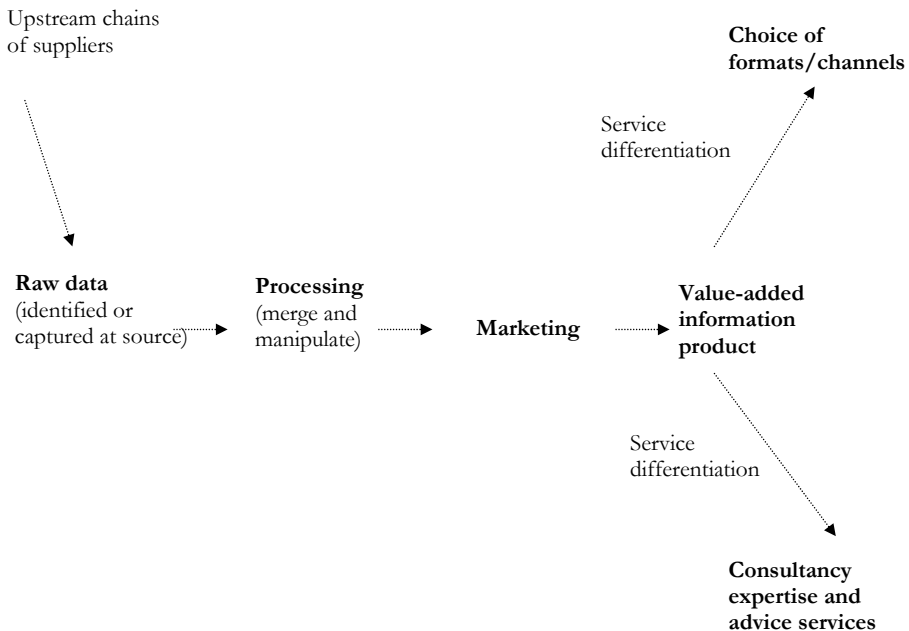 Upstream chains
of suppliers
Choice of
formats/channels
Service
differentiation
Raw data
(identified or
captured at source)
Processing
(merge and
manipulate)
Marketing
Value-added
information
product
Service
differentiation
Consultancy
expertise and
advice services